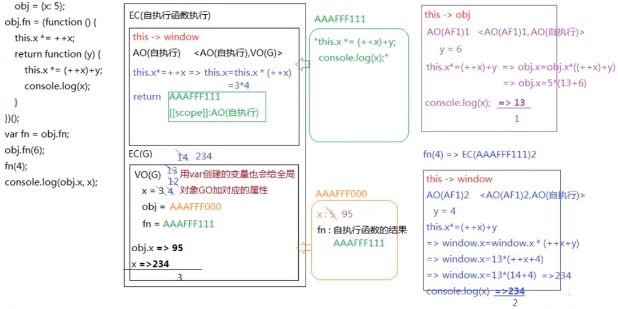 obj = {x: 5};
obj.fn = (function () {
this.x *= ++x;
return function (y) {
this.x *= (++x)+y;
console.log(x);
}
})();
var fn = obj.fn;
obj.fn(6);
fn(4);
console.log(obj.x, x);
EC(自执行函数执行)
this -> window
AO(自执行) <AO(自执行),VO(G)>
this.x*=++x => this.x=this.x * (++x)
=3*4
return AAAFFF111
[[scope]]:AO(自执行)
EC(G)
14 234
13
12
VO(G) 用var创建的变量也会给全局
x = 3 4 对象GO加对应的属性
obj = AAAFFF000
fn = AAAFFF111
obj.x => 95
x =>234
3
AAAFFF111
"this.x *= (++x)+y;
console.log(x);"
AAAFFF000
x : 5 95
fn : 自执行函数的结果
AAAFFF111
this -> obj
AO(AF1)1 <AO(AF1)1,AO(自执行)>
y = 6
this.x*=(++x)+y => obj.x=obj.x*((++x)+y)
=> obj.x=5*(13+6)
console.log(x); => 13
1
fn(4) => EC(AAAFFF111)2
this -> window
AO(AF1)2 <AO(AF1)2,AO(自执行)>
y = 4
this.x*=(++x)+y
=> window.x=window.x * (++x+y)
=> window.x=13*(++x+4)
=> window.x=13*(14+4) =>234
console.log(x) =>234
2